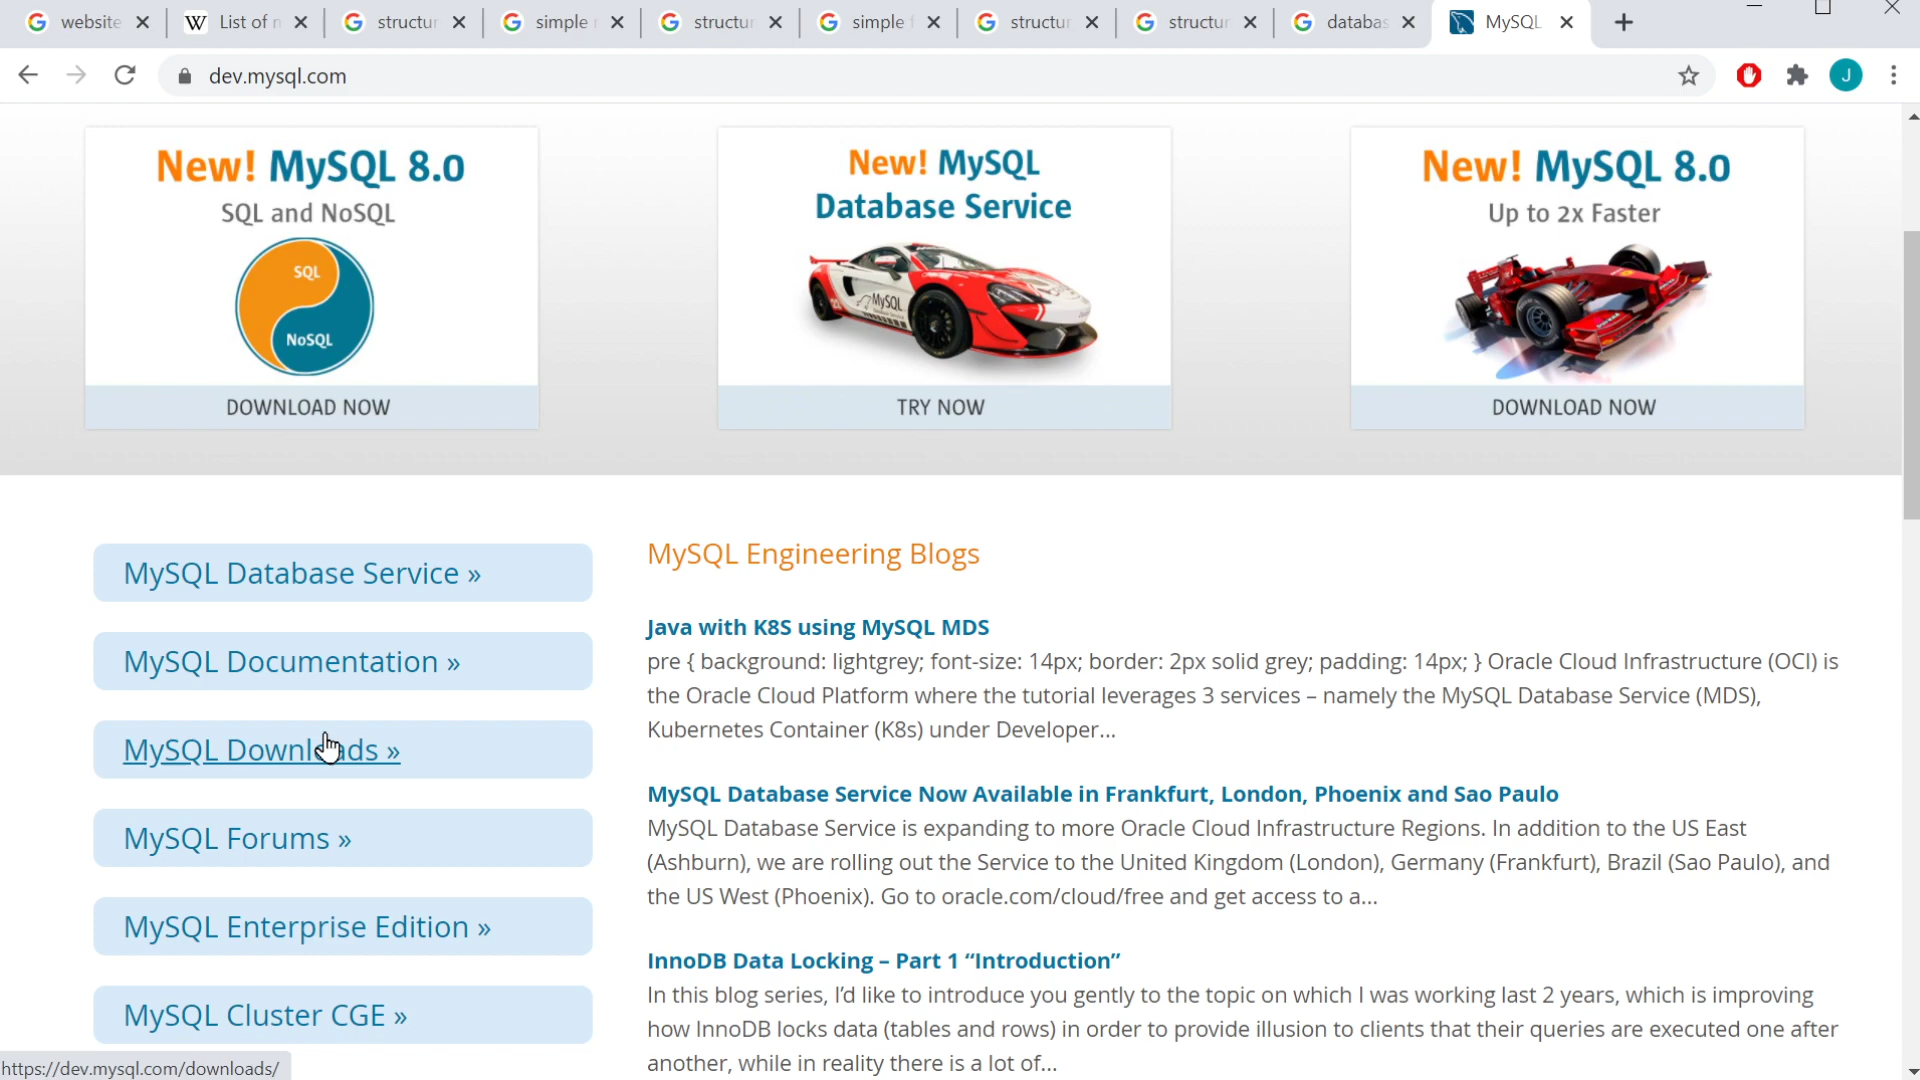 website
List of n
structur
simple
structur
simple f
structur
structur
databas
MySQL
dev.mysql.com
J
New! MySQL 8.0
SQL and NoSQL
SQL
NoSQL
DOWNLOAD NOW
New! MySQL
Database Service
MySQL
TRY NOW
New! MySQL 8.0
Up to 2x Faster
DOWNLOAD NOW
MySQL Database Service »
MySQL Documentation »
MySQL Downloads »
MySQL Forums »
MySQL Enterprise Edition »
MySQL Cluster CGE »
MySQL Engineering Blogs
Java with K8S using MySQL MDS
pre { background: lightgrey; font-size: 14px; border: 2px solid grey; padding: 14px; } Oracle Cloud Infrastructure (OCI) is
the Oracle Cloud Platform where the tutorial leverages 3 services – namely the MySQL Database Service (MDS),
Kubernetes Container (K8s) under Developer...
MySQL Database Service Now Available in Frankfurt, London, Phoenix and Sao Paulo
MySQL Database Service is expanding to more Oracle Cloud Infrastructure Regions. In addition to the US East
(Ashburn), we are rolling out the Service to the United Kingdom (London), Germany (Frankfurt), Brazil (Sao Paulo), and
the US West (Phoenix). Go to oracle.com/cloud/free and get access to a...
InnoDB Data Locking – Part 1 “Introduction”
In this blog series, I’d like to introduce you gently to the topic on which I was working last 2 years, which is improving
how InnoDB locks data (tables and rows) in order to provide illusion to clients that their queries are executed one after
another, while in reality there is a lot of...
https://dev.mysql.com/downloads/